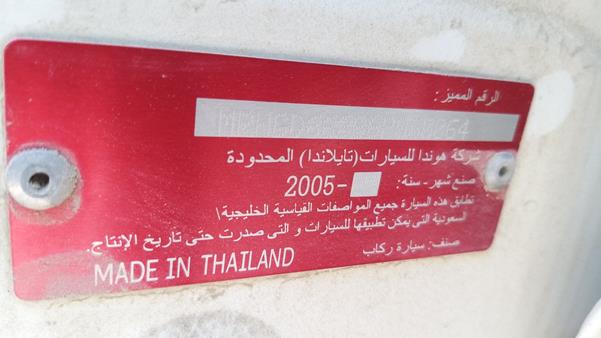 الرقم المميز :
شركة هوندا للسيارات (تايلاندا) المحدودة
صنع شهر - سنة: 2005-
تطابق هذه السيارة جميع المواصفات القياسية الخليجية\
السعودية التي يمكن تطبيقها للسيارات و التى صدرت حتى تاريخ الإنتاج.
صنف: سيارة ركاب
MADE IN THAILAND